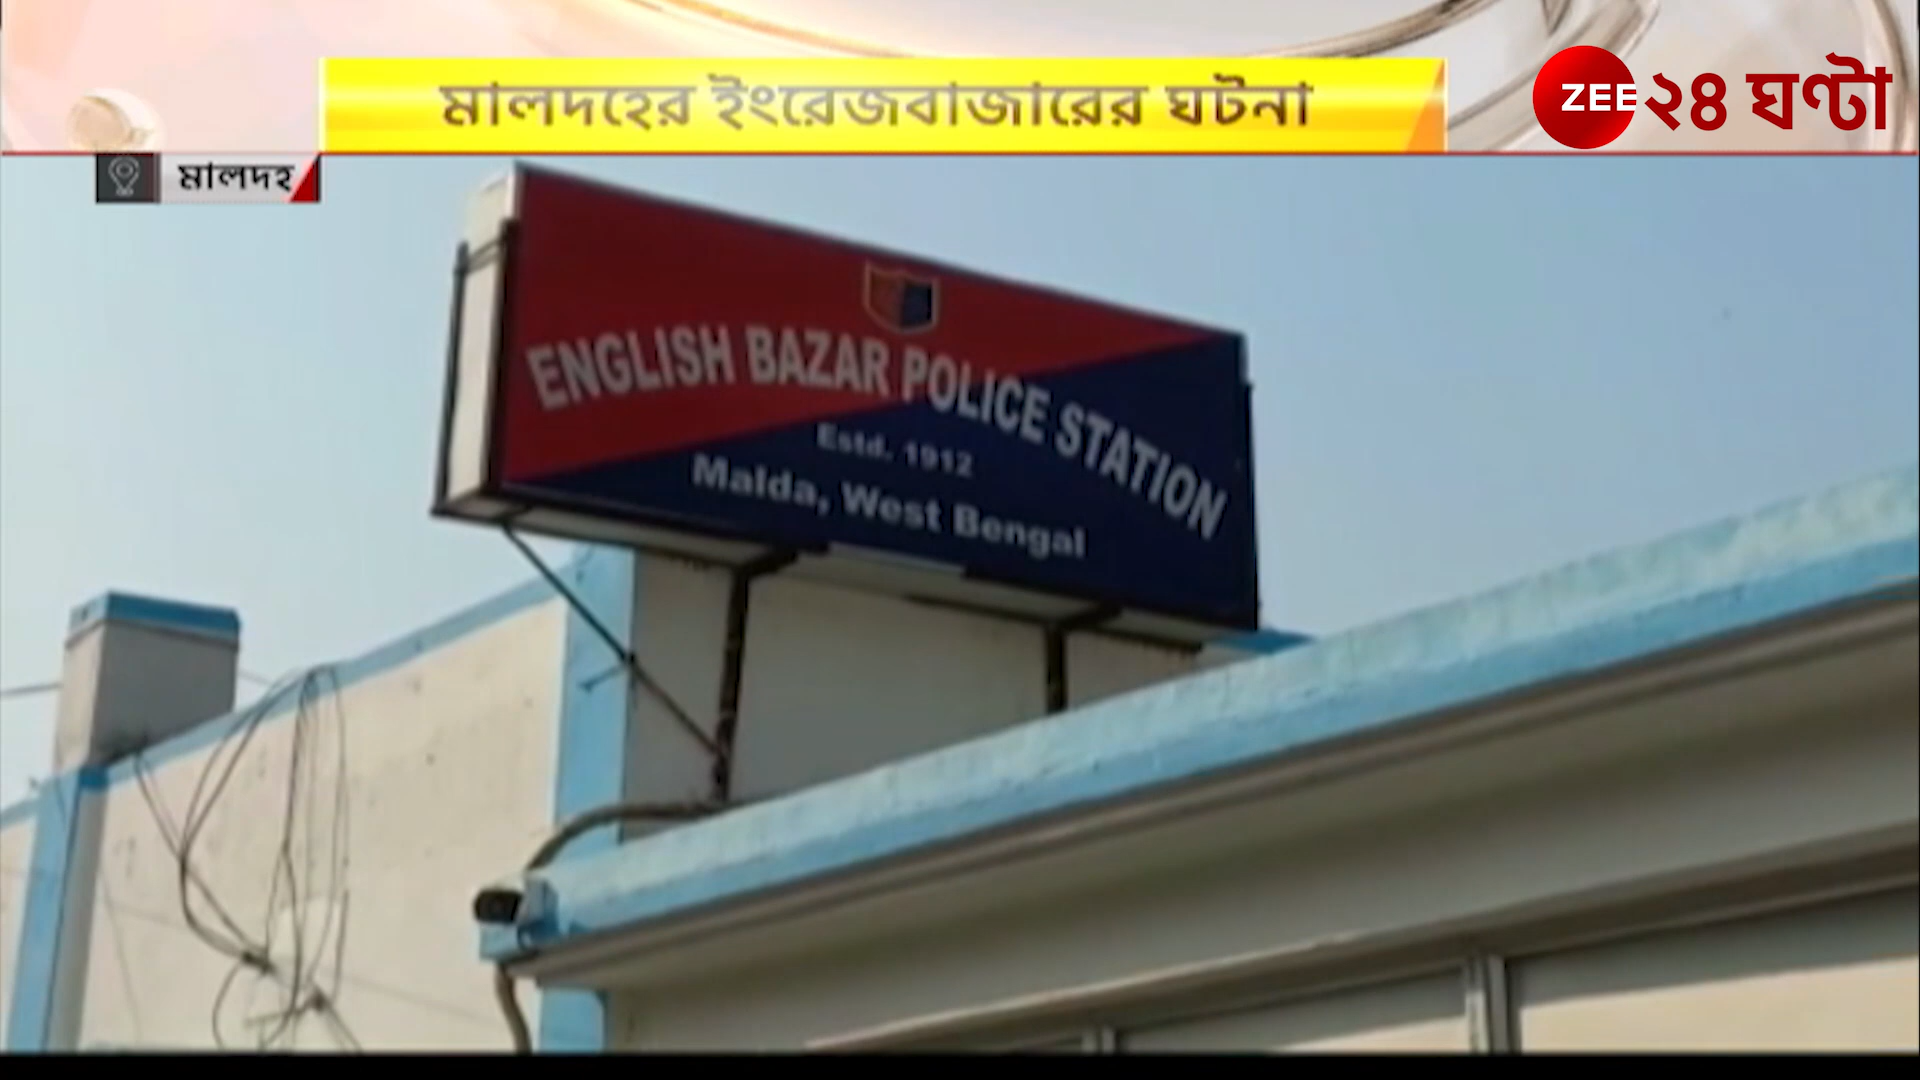 মালদহের ইংরেজবাজারের ঘটনা
ZEE ২৪ ঘণ্টা
মালদহ
ENGLISH BAZAR POLICE STATION
Estd. 1912
Malda, West Bengal